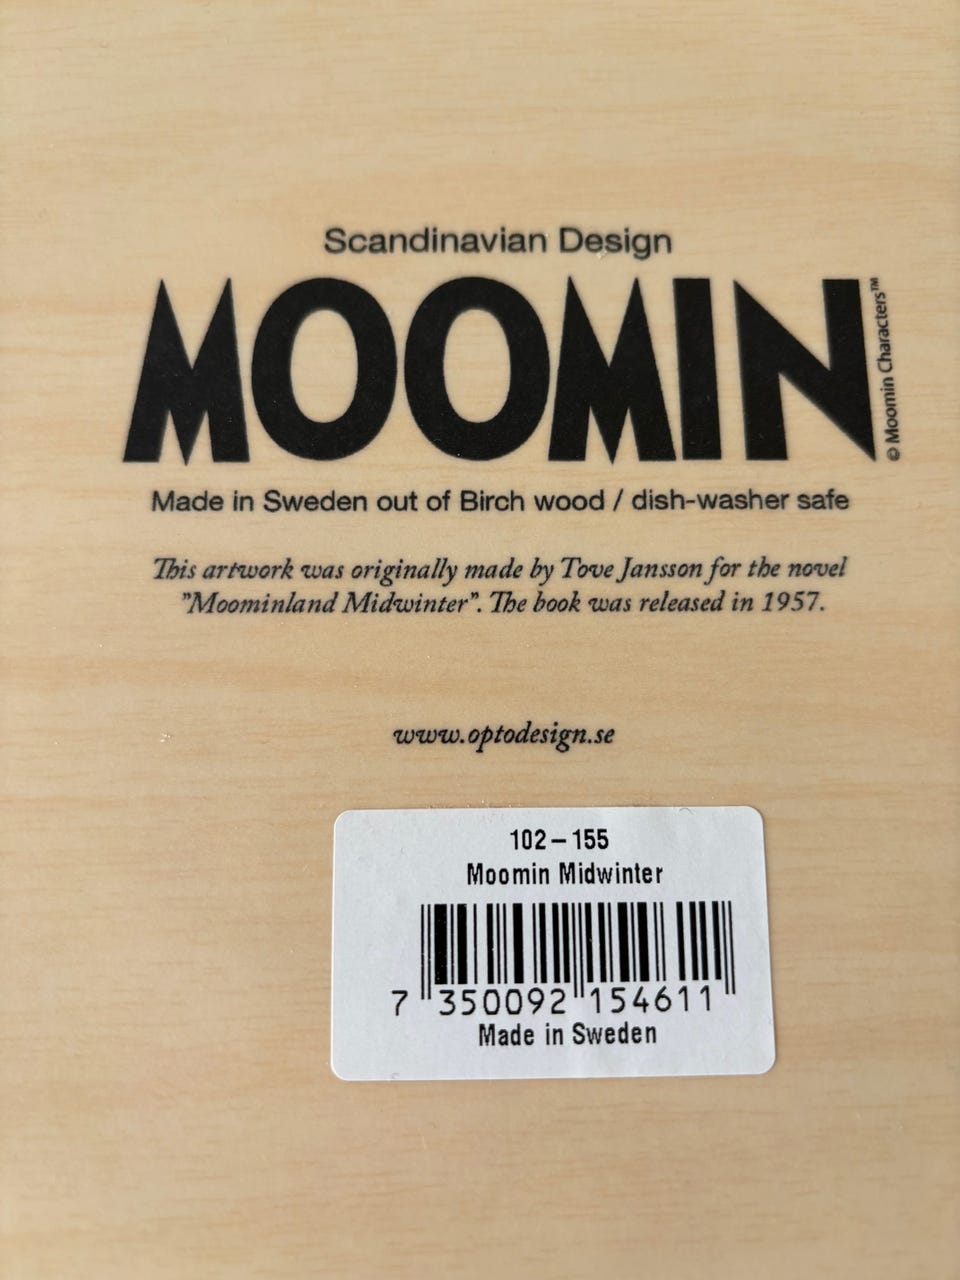 Scandinavian Design
MOOMIN
© Moomin Characters™
Made in Sweden out of Birch wood / dish-washer safe
This artwork was originally made by Tove Jansson for the novel
"Moominland Midwinter". The book was released in 1957.
www.optodesign.se
102-155
Moomin Midwinter
7 350092 154611
Made in Sweden